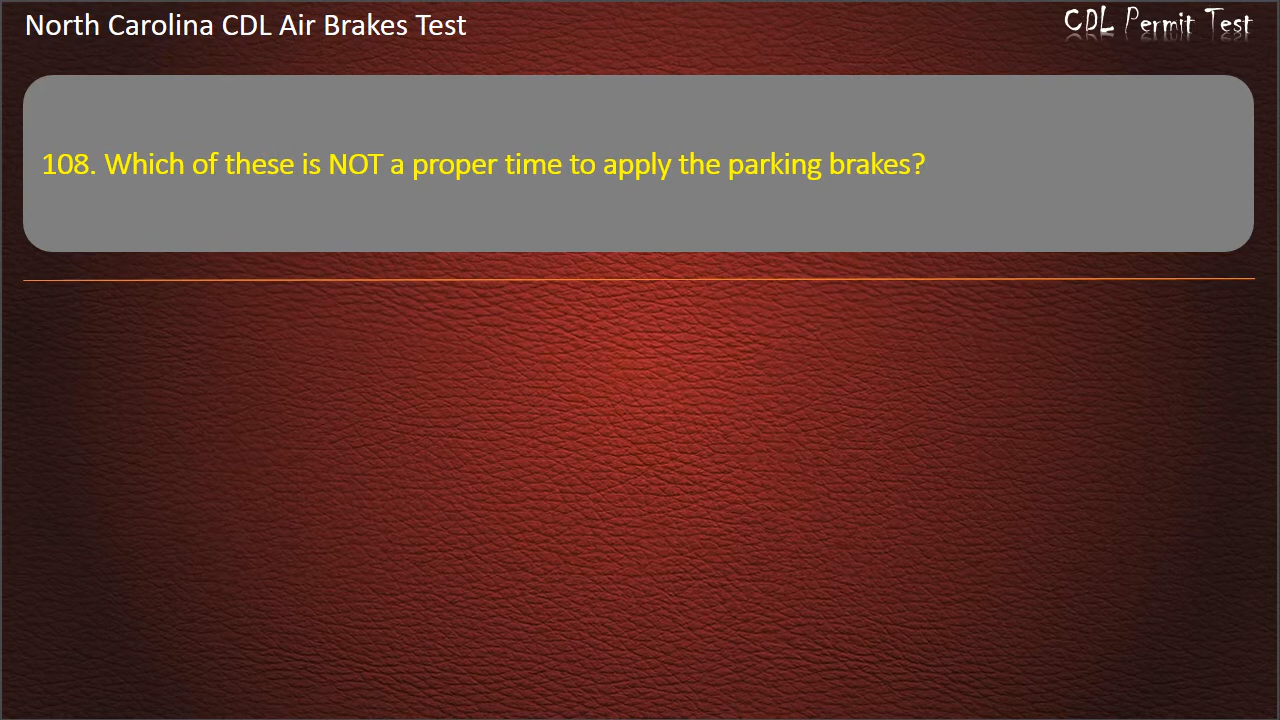 North Carolina CDL Air Brakes Test
CDL Permit Test
108. Which of these is NOT a proper time to apply the parking brakes?